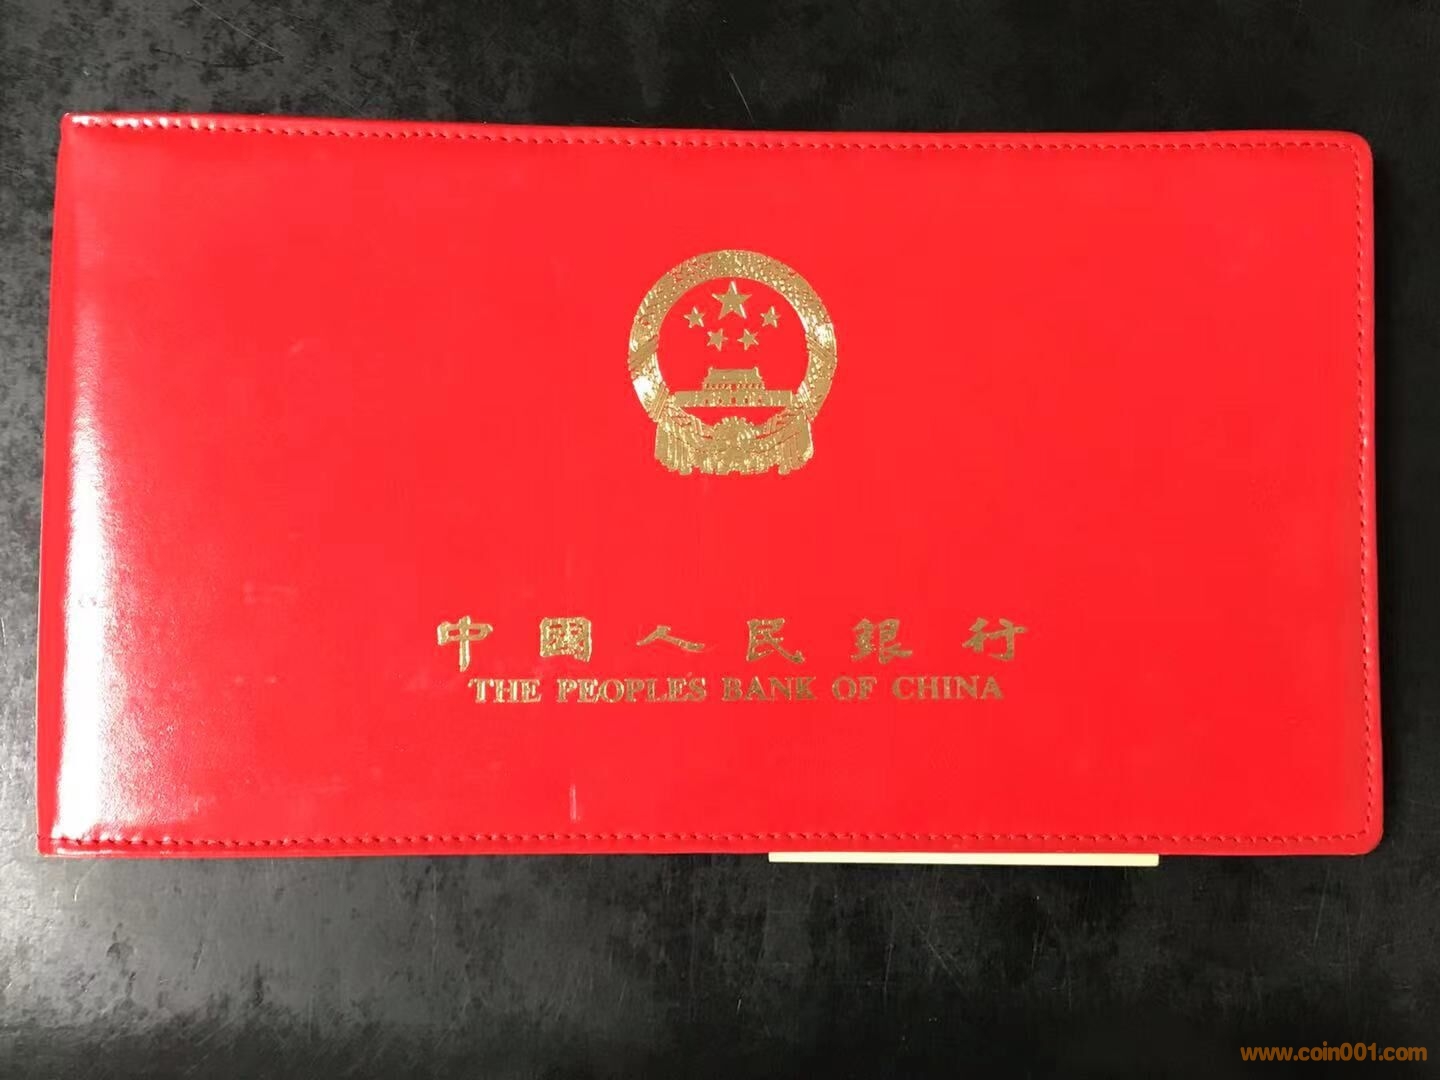 中國人民銀行
THE PEOPLE'S BANK OF CHINA
www.coin001.com